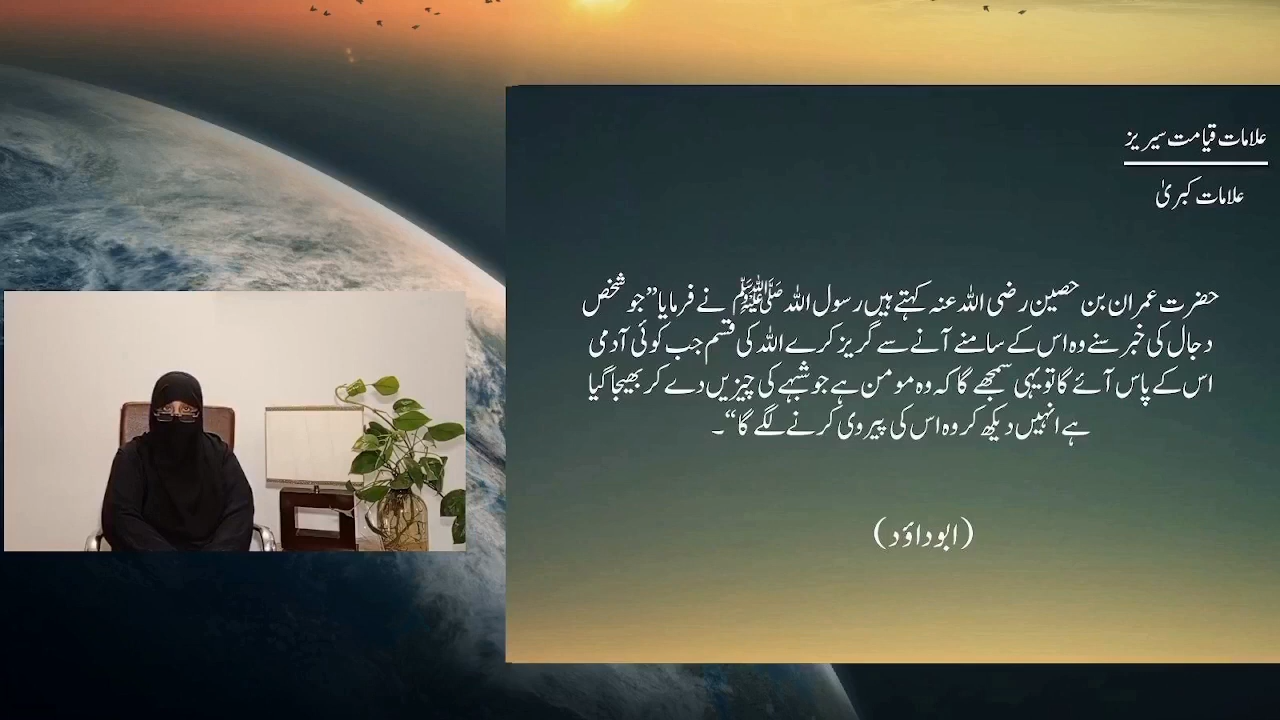 علامات قیامت سیریز
علامات کبریٰ
حضرت عمران بن حصین رضی اللہ عنہ کہتے ہیں رسول اللہ ﷺ نے فرمایا ”جو شخص
دجال کی خبر سنے وہ اس کے سامنے آنے سے گریز کرے اللہ کی قسم جب کوئی آدمی
اس کے پاس آئے گا تو یہی سمجھے گا کہ وہ مومن ہے جو شبہے کی چیزیں دے کر بھیجا گیا
ہے انہیں دیکھ کر وہ اس کی پیروی کرنے لگے گا“۔
(ابوداؤد)